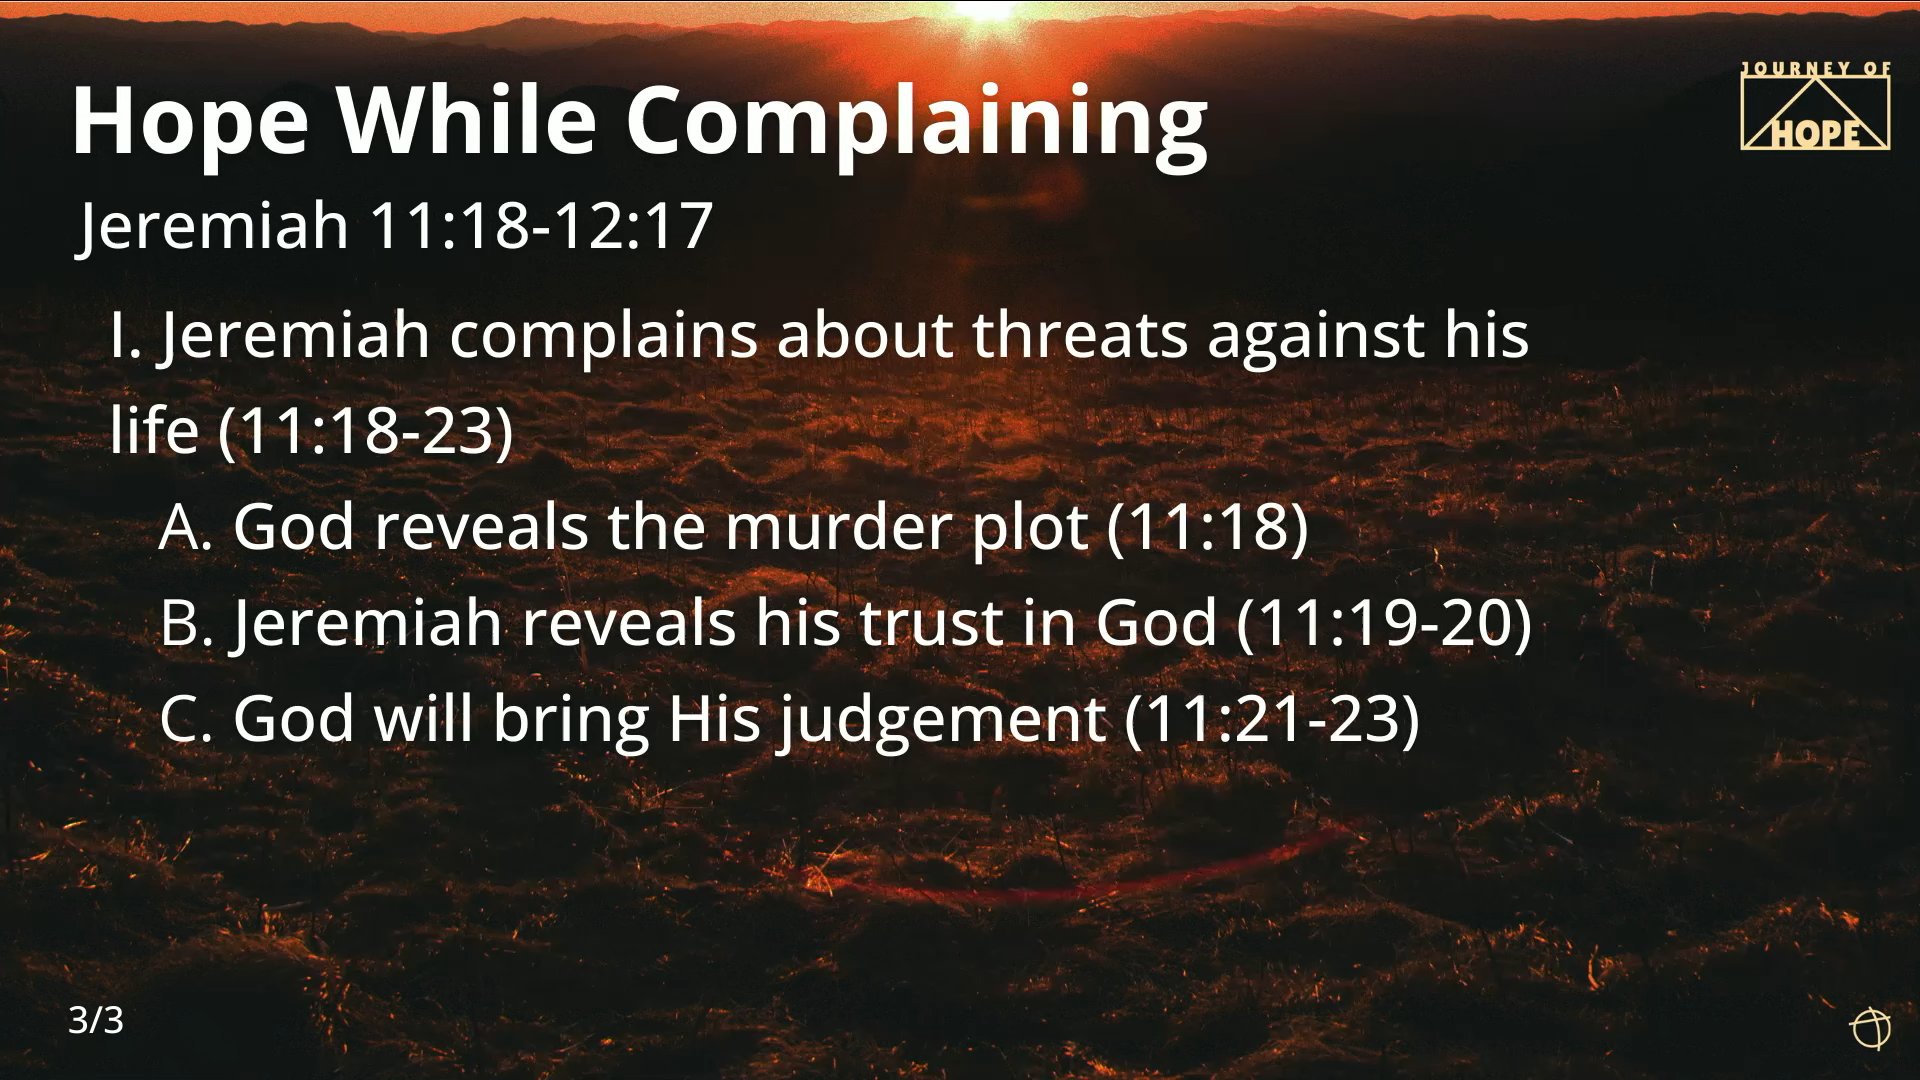 JOURNEY OF
HOPE
Hope While Complaining
Jeremiah 11:18-12:17
I. Jeremiah complains about threats against his
life (11:18-23)
A. God reveals the murder plot (11:18)
B. Jeremiah reveals his trust in God (11:19-20)
C. God will bring His judgement (11:21-23)
3/3